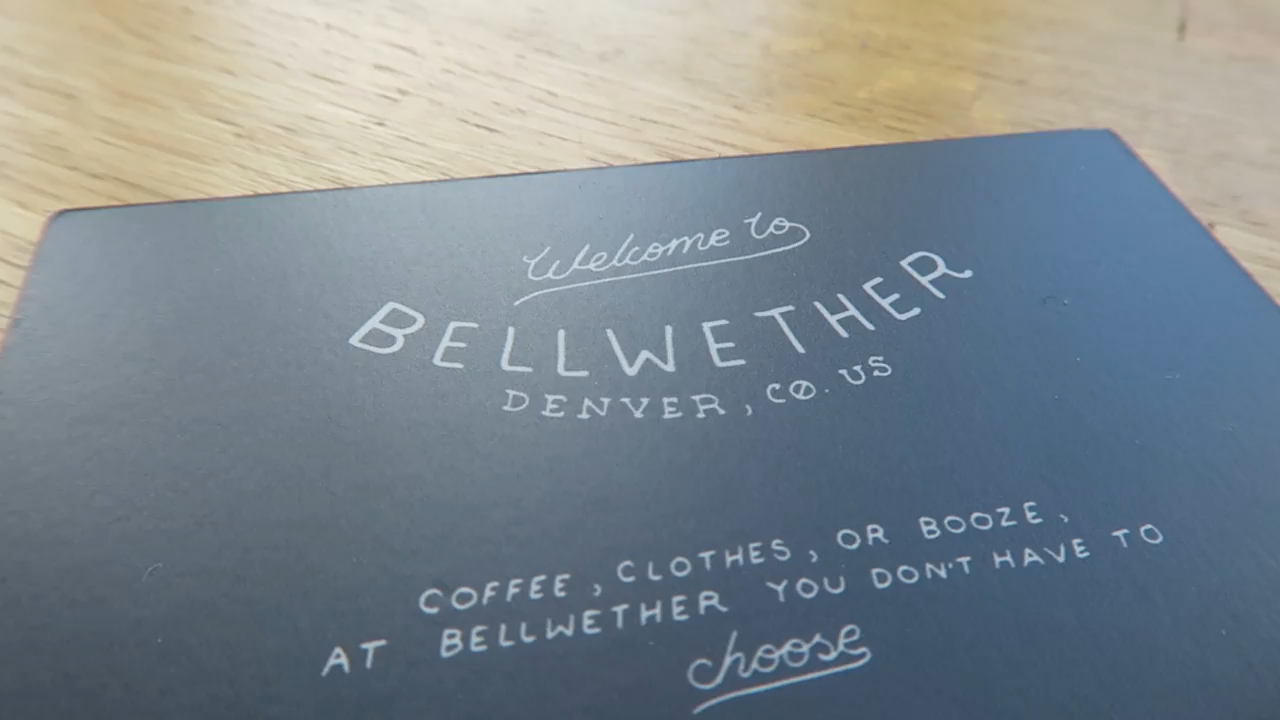 Welcome to
BELLWETHER
DENVER, CO. US
COFFEE, CLOTHES, OR BOOZE,
AT BELLWETHER YOU DON'T HAVE TO
choose